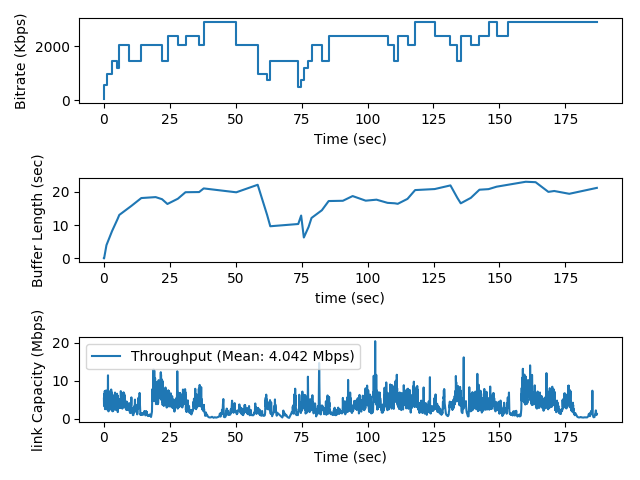 Bitrate (Kbps)
2000
0
0 25 50 75 100 125 150 175
Time (sec)
Buffer Length (sec)
20
10
0
0 25 50 75 100 125 150 175
time (sec)
link Capacity (Mbps)
20
10
0
Throughput (Mean: 4.042 Mbps)
0 25 50 75 100 125 150 175
Time (sec)